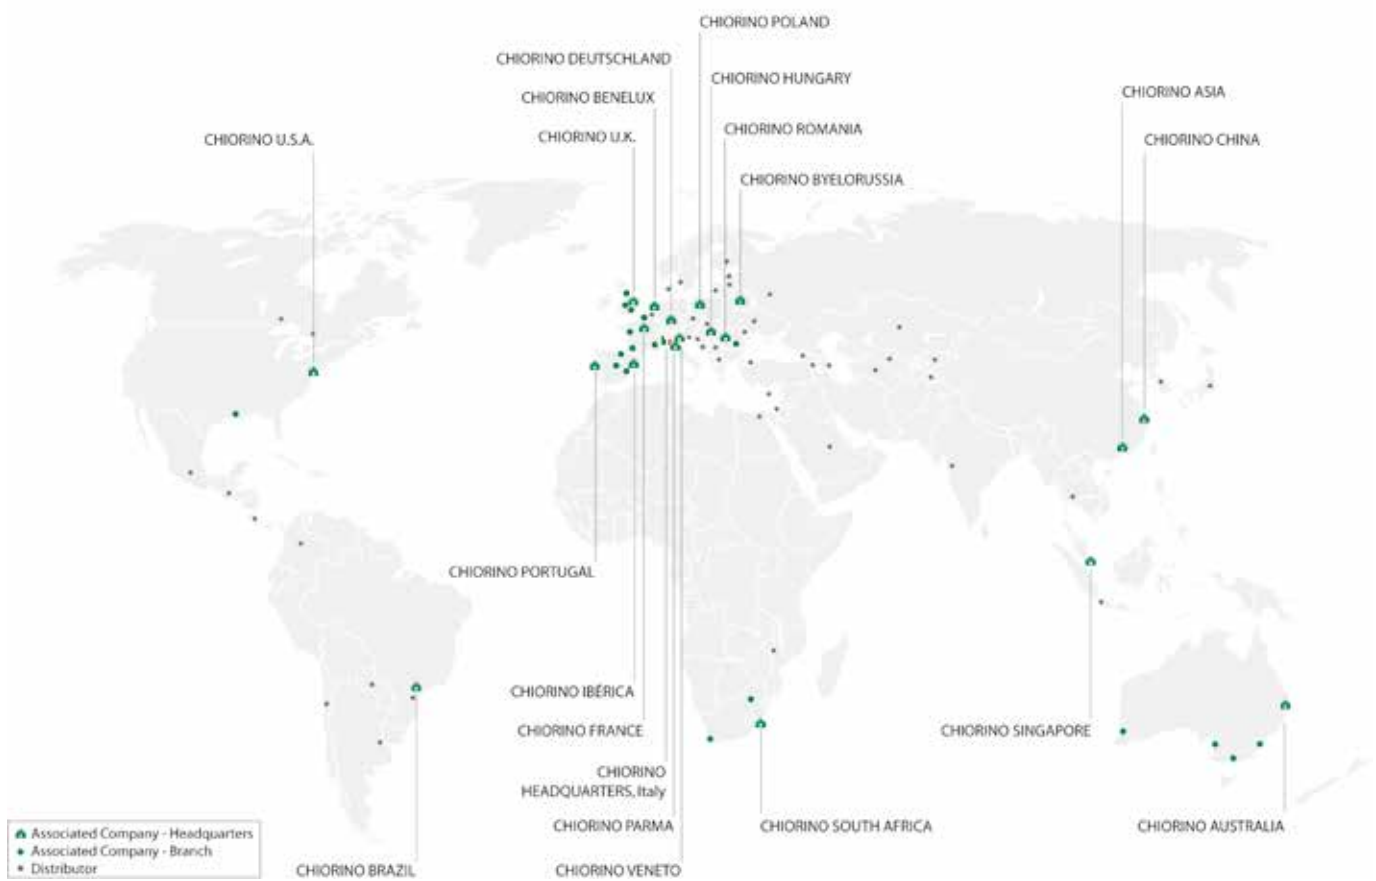 CHIORINO POLAND
CHIORINO DEUTSCHLAND
CHIORINO HUNGARY
CHIORINO BENELUX
CHIORINO ASIA
CHIORINO U.S.A.
CHIORINO U.K.
CHIORINO ROMANIA
CHIORINO CHINA
CHIORINO BYELORUSSIA
CHIORINO PORTUGAL
CHIORINO IBÉRICA
CHIORINO FRANCE
CHIORINO SINGAPORE
CHIORINO
HEADQUARTERS, Italy
CHIORINO PARMA
CHIORINO SOUTH AFRICA
CHIORINO AUSTRALIA
Associated Company - Headquarters
Associated Company - Branch
Distributor
CHIORINO BRAZIL
CHIORINO VENETO